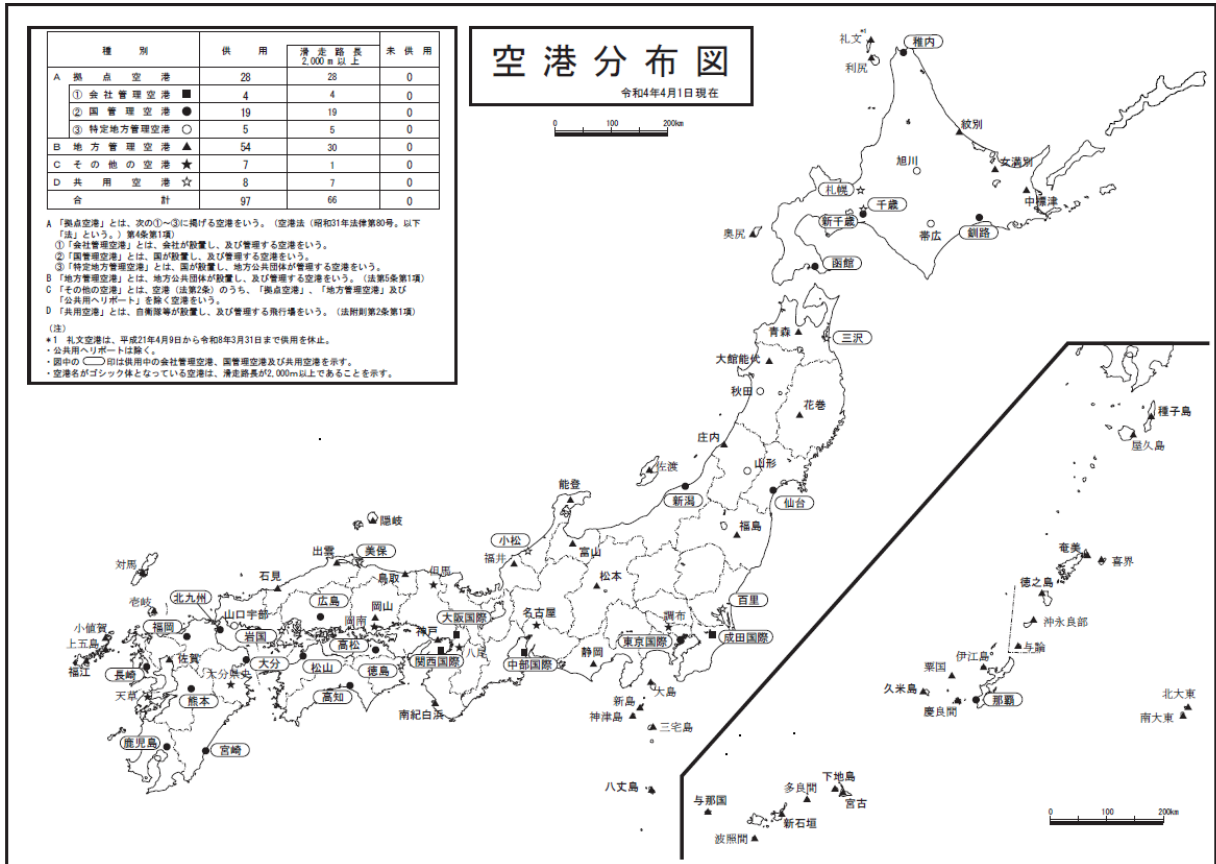 空港分布図
令和4年4月1日現在
0 100 200km
種別 供用 滑走路長2,000m以上 未供用
A 拠点空港 28 28 0
①会社管理空港 ■ 4 4 0
②国管理空港 ● 19 19 0
③特定地方管理空港 ○ 5 5 0
B 地方管理空港 ▲ 54 30 0
C その他の空港 ★ 7 1 0
D 共用空港 ☆ 8 7 0
合計 97 66 0
A 「拠点空港」とは、次の①～③に掲げる空港をいう。(空港法(昭和31年法律第80号。以下
「法」という。)第4条第1項)
①「会社管理空港」とは、会社が設置し、及び管理する空港をいう。
②「国管理空港」とは、国が設置し、及び管理する空港をいう。
③「特定地方管理空港」とは、国が設置し、地方公共団体が管理する空港をいう。
B 「地方管理空港」とは、地方公共団体が設置し、及び管理する空港をいう。(法第5条第1項)
C 「その他の空港」とは、空港(法第2条)のうち、「拠点空港」、「地方管理空港」及び
「公共用ヘリポート」を除く空港をいう。
D 「共用空港」とは、自衛隊等が設置し、及び管理する飛行場をいう。(法附則第2条第1項)
(注)
*1 礼文空港は、平成21年4月9日から令和8年3月31日まで供用を休止。
・公共用ヘリポートは除く。
・図中の 印は供用中の会社管理空港、国管理空港及び共用空港を示す。
・空港名がゴシック体となっている空港は、滑走路長が2,000m以上であることを示す。
礼文*1
稚内
利尻
紋別
旭川
女満別
札幌
千歳
中標津
新千歳
帯広
釧路
奥尻
函館
青森
三沢
大館能代
秋田
花巻
庄内
佐渡
山形
新潟
仙台
能登
福島
隠岐
小松
富山
福井
出雲
美保
鳥取
但馬
松本
対馬
石見
北九州
広島
岡山
百里
壱岐
山口宇部
岡南
大阪国際
名古屋
調布
小値賀
福岡
岩国
神戸
東京国際
成田国際
上五島
高松
八尾
福江
佐賀
大分
松山
徳島
関西国際
中部国際
静岡
長崎
大分県央
天草
熊本
高知
大島
南紀白浜
新島
神津島
三宅島
鹿児島
宮崎
八丈島
種子島
屋久島
奄美
喜界
徳之島
沖永良部
与論
伊江島
粟国
久米島
慶良間
那覇
北大東
南大東
下地島
多良間
宮古
与那国
新石垣
波照間
0 100 200km